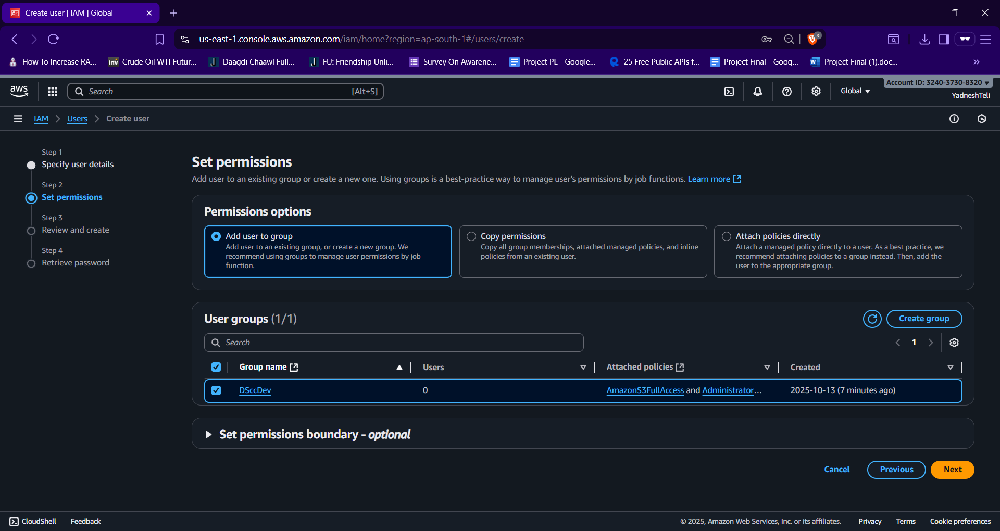 Create user | IAM | Global
us-east-1.console.aws.amazon.com/iam/home?region=ap-south-1#/users/create
3
How To Increase RA...
Inv
Crude Oil WTI Futur...
Daagdi Chaawl Full...
FU: Friendship Unli...
Survey On Awarene...
Project PL - Google...
25 Free Public APIs f...
Project Final - Goog...
Project Final (1).doc...
aws
Search
[Alt+S]
Global
Account ID: 3240-3730-8320
YadneshTeli
IAM
Users
Create user
Step 1
Specify user details
Step 2
Set permissions
Step 3
Review and create
Step 4
Retrieve password
Set permissions
Add user to an existing group or create a new one. Using groups is a best-practice way to manage user's permissions by job functions. Learn more
Permissions options
Add user to group
Add user to an existing group, or create a new group. We
recommend using groups to manage user permissions by job
function.
Copy permissions
Copy all group memberships, attached managed policies, and inline
policies from an existing user.
Attach policies directly
Attach a managed policy directly to a user. As a best practice, we
recommend attaching policies to a group instead. Then, add the
user to the appropriate group.
User groups (1/1)
Create group
Search
1
Group name
Users
Attached policies
Created
DSccDev
0
AmazonS3FullAccess and Administrator...
2025-10-13 (7 minutes ago)
Set permissions boundary - optional
Cancel
Previous
Next
CloudShell
Feedback
© 2025, Amazon Web Services, Inc. or its affiliates.
Privacy
Terms
Cookie preferences